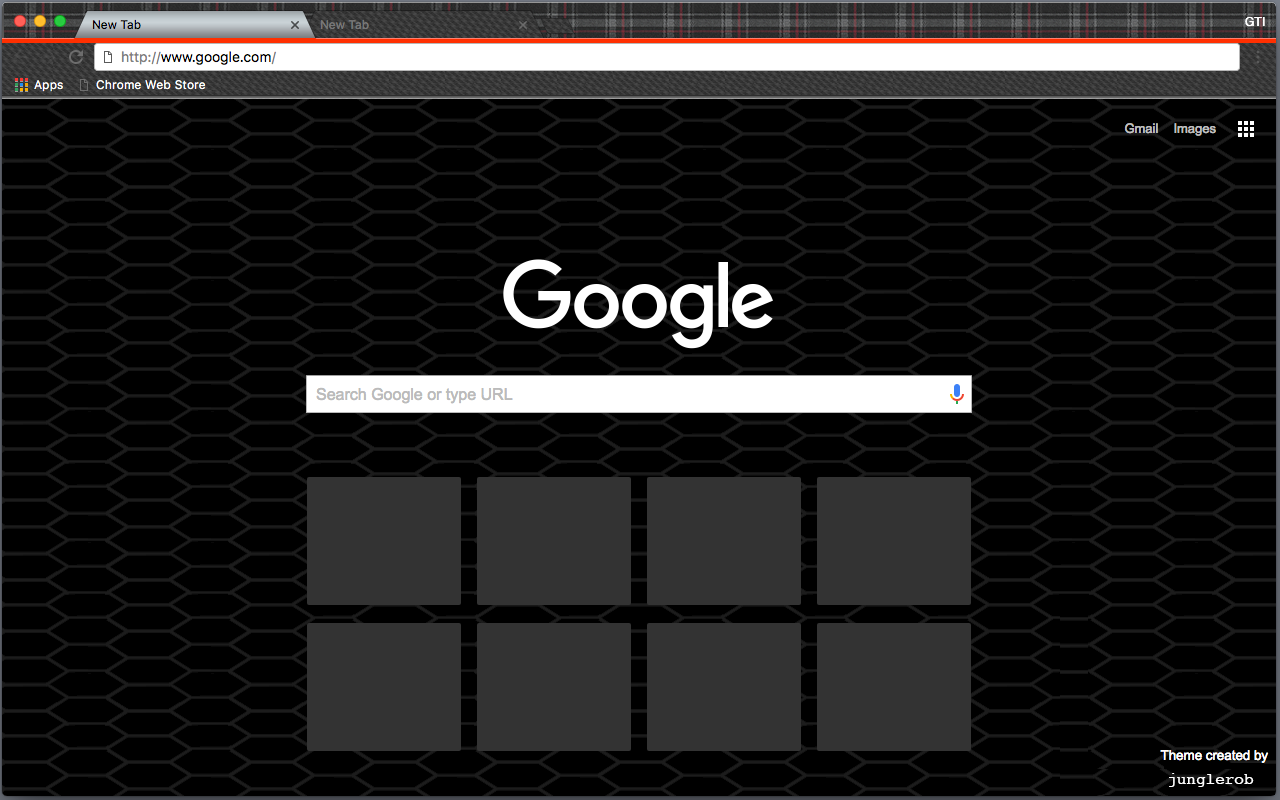 New Tab
New Tab
GTI
http://www.google.com/
Apps
Chrome Web Store
Gmail
Images
Google
Search Google or type URL
Theme created by
junglerob